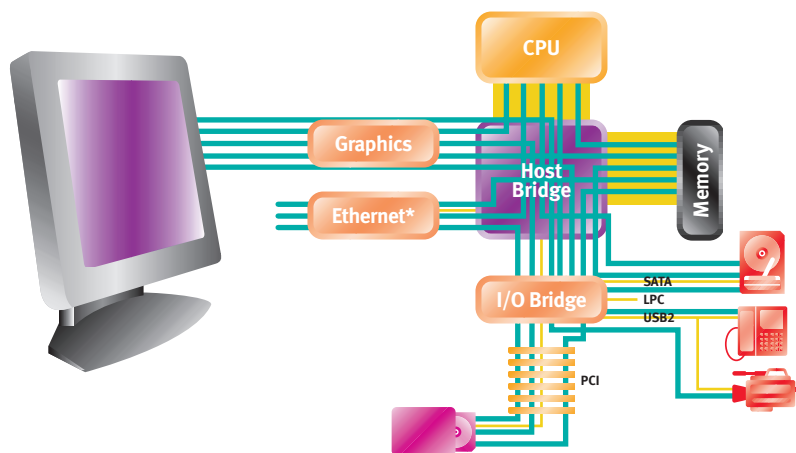 CPU
Graphics
Host
Bridge
Memory
Ethernet*
SATA
I/O Bridge
LPC
USB2
PCI